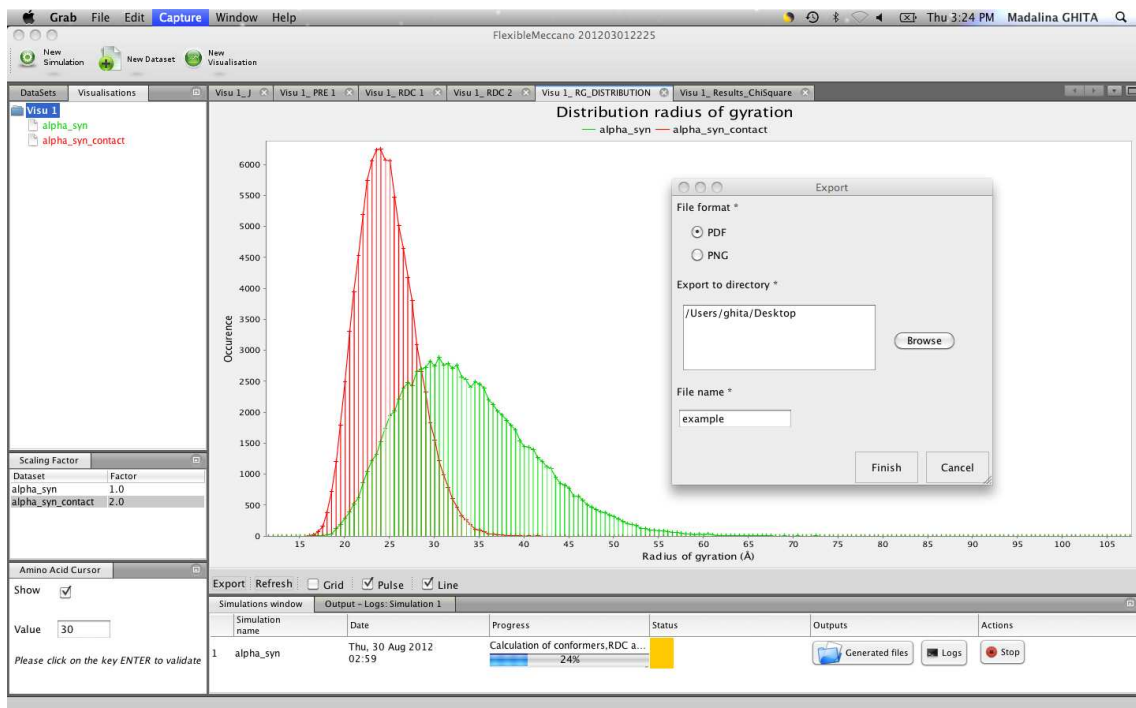 Grab File Edit Capture Window Help Thu 3:24 PM Madalina GHITA
FlexibleMeccano 201203012225
New Simulation New Dataset New Visualisation
DataSets Visualisations
Visu 1_ J Visu 1_ PRE 1 Visu 1_ RDC 1 Visu 1_ RDC 2 Visu 1_ RG_DISTRIBUTION Visu 1_ Results_ChiSquare
Visu 1
alpha_syn
alpha_syn_contact
Distribution radius of gyration
alpha_syn alpha_syn_contact
6000
5500
5000
4500
4000
3500
3000
2500
2000
1500
1000
500
0
Occurence
15 20 25 30 35 40 45 50 55 60 65 70 75 80 85 90 95 100 105
Radius of gyration (Å)
Export
File format *
PDF
PNG
Export to directory *
/Users/ghita/Desktop
Browse
File name *
example
Finish Cancel
Scaling Factor
Dataset Factor
alpha_syn 1.0
alpha_syn_contact 2.0
Amino Acid Cursor
Show
Value 30
Please click on the key ENTER to validate
Export Refresh Grid Pulse Line
Simulations window Output - Logs: Simulation 1
Simulation name Date Progress Status Outputs Actions
1 alpha_syn Thu, 30 Aug 2012 02:59 Calculation of conformers,RDC a... 24% Generated files Logs Stop